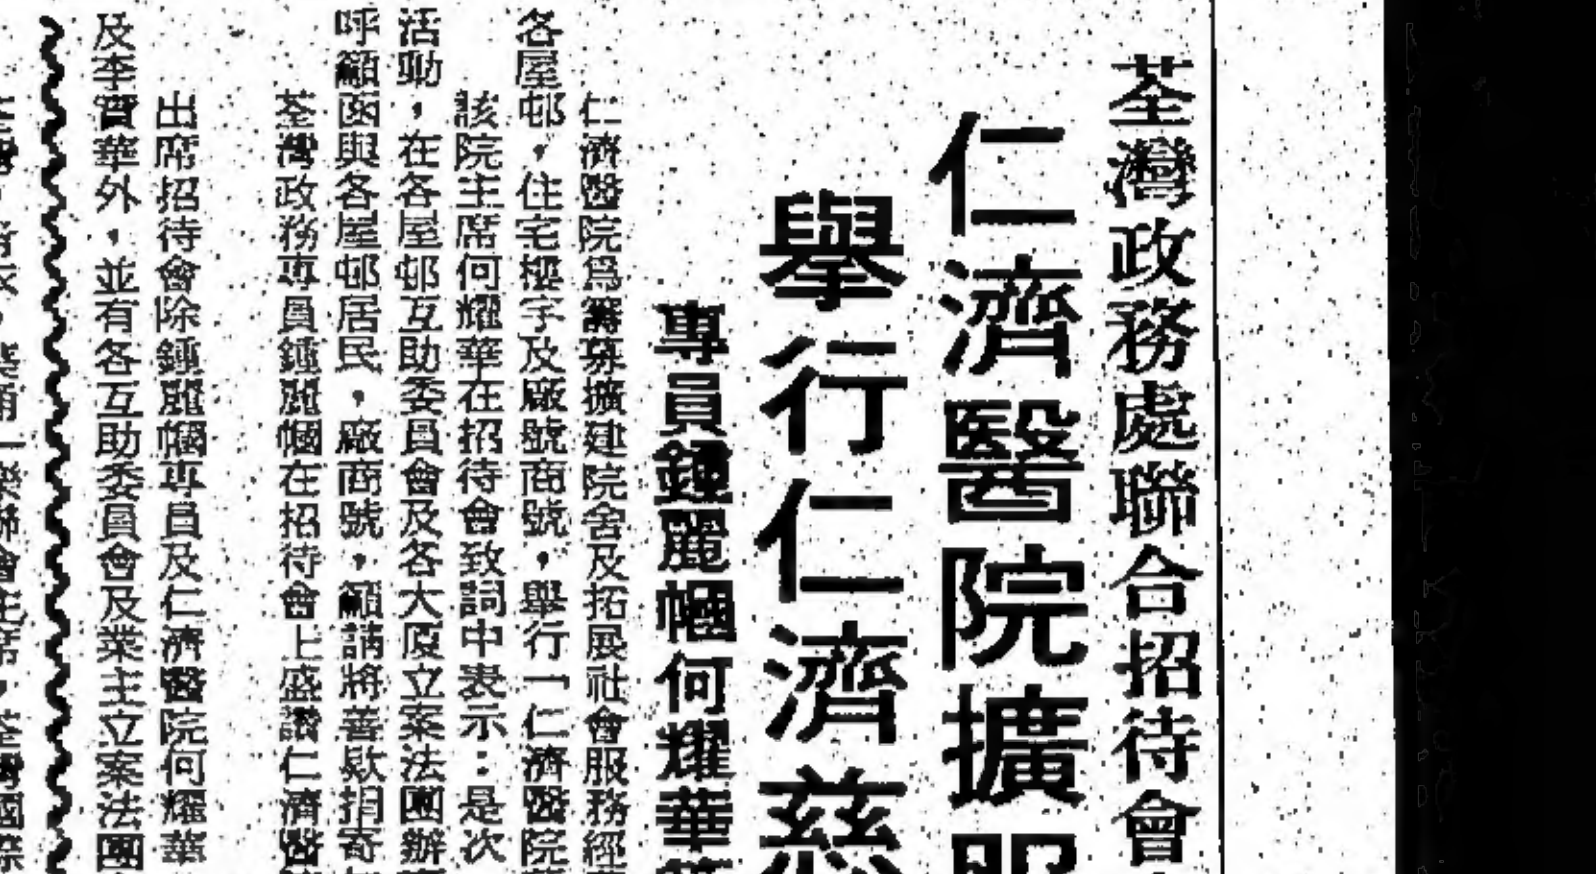 荃灣政務處聯合招待會
仁濟醫院擴服
舉行仁濟慈
專員鍾麗幗何耀華
仁濟醫院為籌募擴建院舍及拓展社會服務經
各屋邨，住宅樓宇及廠號商號，舉行「仁濟醫院
該院主席何耀華在招待會致詞中表示：是次
活動，在各屋邨互助委員會及各大廈立案法團辦
呼籲函與各屋邨居民，廠商號，籲請將善欵捐寄
荃灣政務專員鍾麗幗在招待會上盛讚仁濟醫
出席招待會除鍾麗幗專員及仁濟醫院何耀華
及李寶華外，並有各互助委員會及業主立案法團